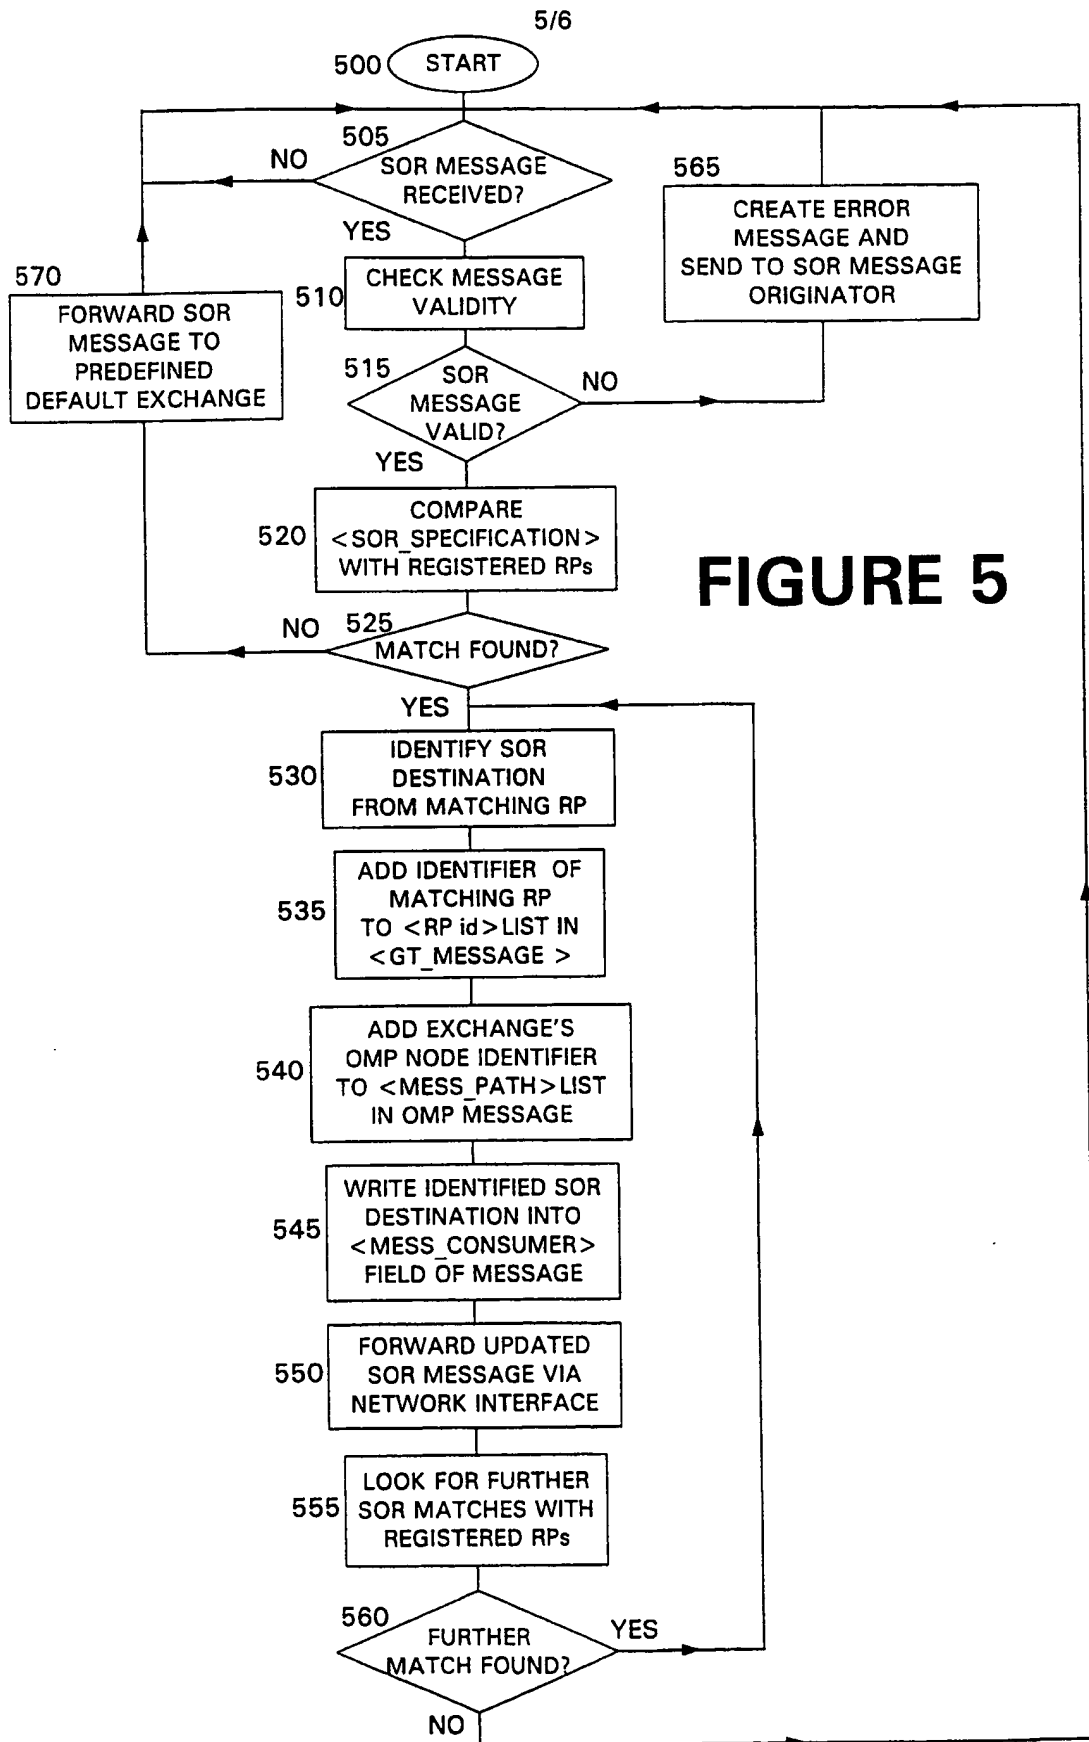 5/6
500
START
505
NO
SOR MESSAGE
RECEIVED?
YES
565
CREATE ERROR
MESSAGE AND
SEND TO SOR MESSAGE
ORIGINATOR
570
FORWARD SOR
MESSAGE TO
PREDEFINED
DEFAULT EXCHANGE
510
CHECK MESSAGE
VALIDITY
515
SOR
MESSAGE
VALID?
NO
YES
520
COMPARE
<SOR_SPECIFICATION>
WITH REGISTERED RPs
FIGURE 5
NO
525
MATCH FOUND?
YES
530
IDENTIFY SOR
DESTINATION
FROM MATCHING RP
535
ADD IDENTIFIER OF
MATCHING RP
TO <RP id> LIST IN
<GT_MESSAGE >
540
ADD EXCHANGE'S
OMP NODE IDENTIFIER
TO <MESS_PATH> LIST
IN OMP MESSAGE
545
WRITE IDENTIFIED SOR
DESTINATION INTO
<MESS_CONSUMER>
FIELD OF MESSAGE
550
FORWARD UPDATED
SOR MESSAGE VIA
NETWORK INTERFACE
555
LOOK FOR FURTHER
SOR MATCHES WITH
REGISTERED RPs
560
FURTHER
MATCH FOUND?
YES
NO